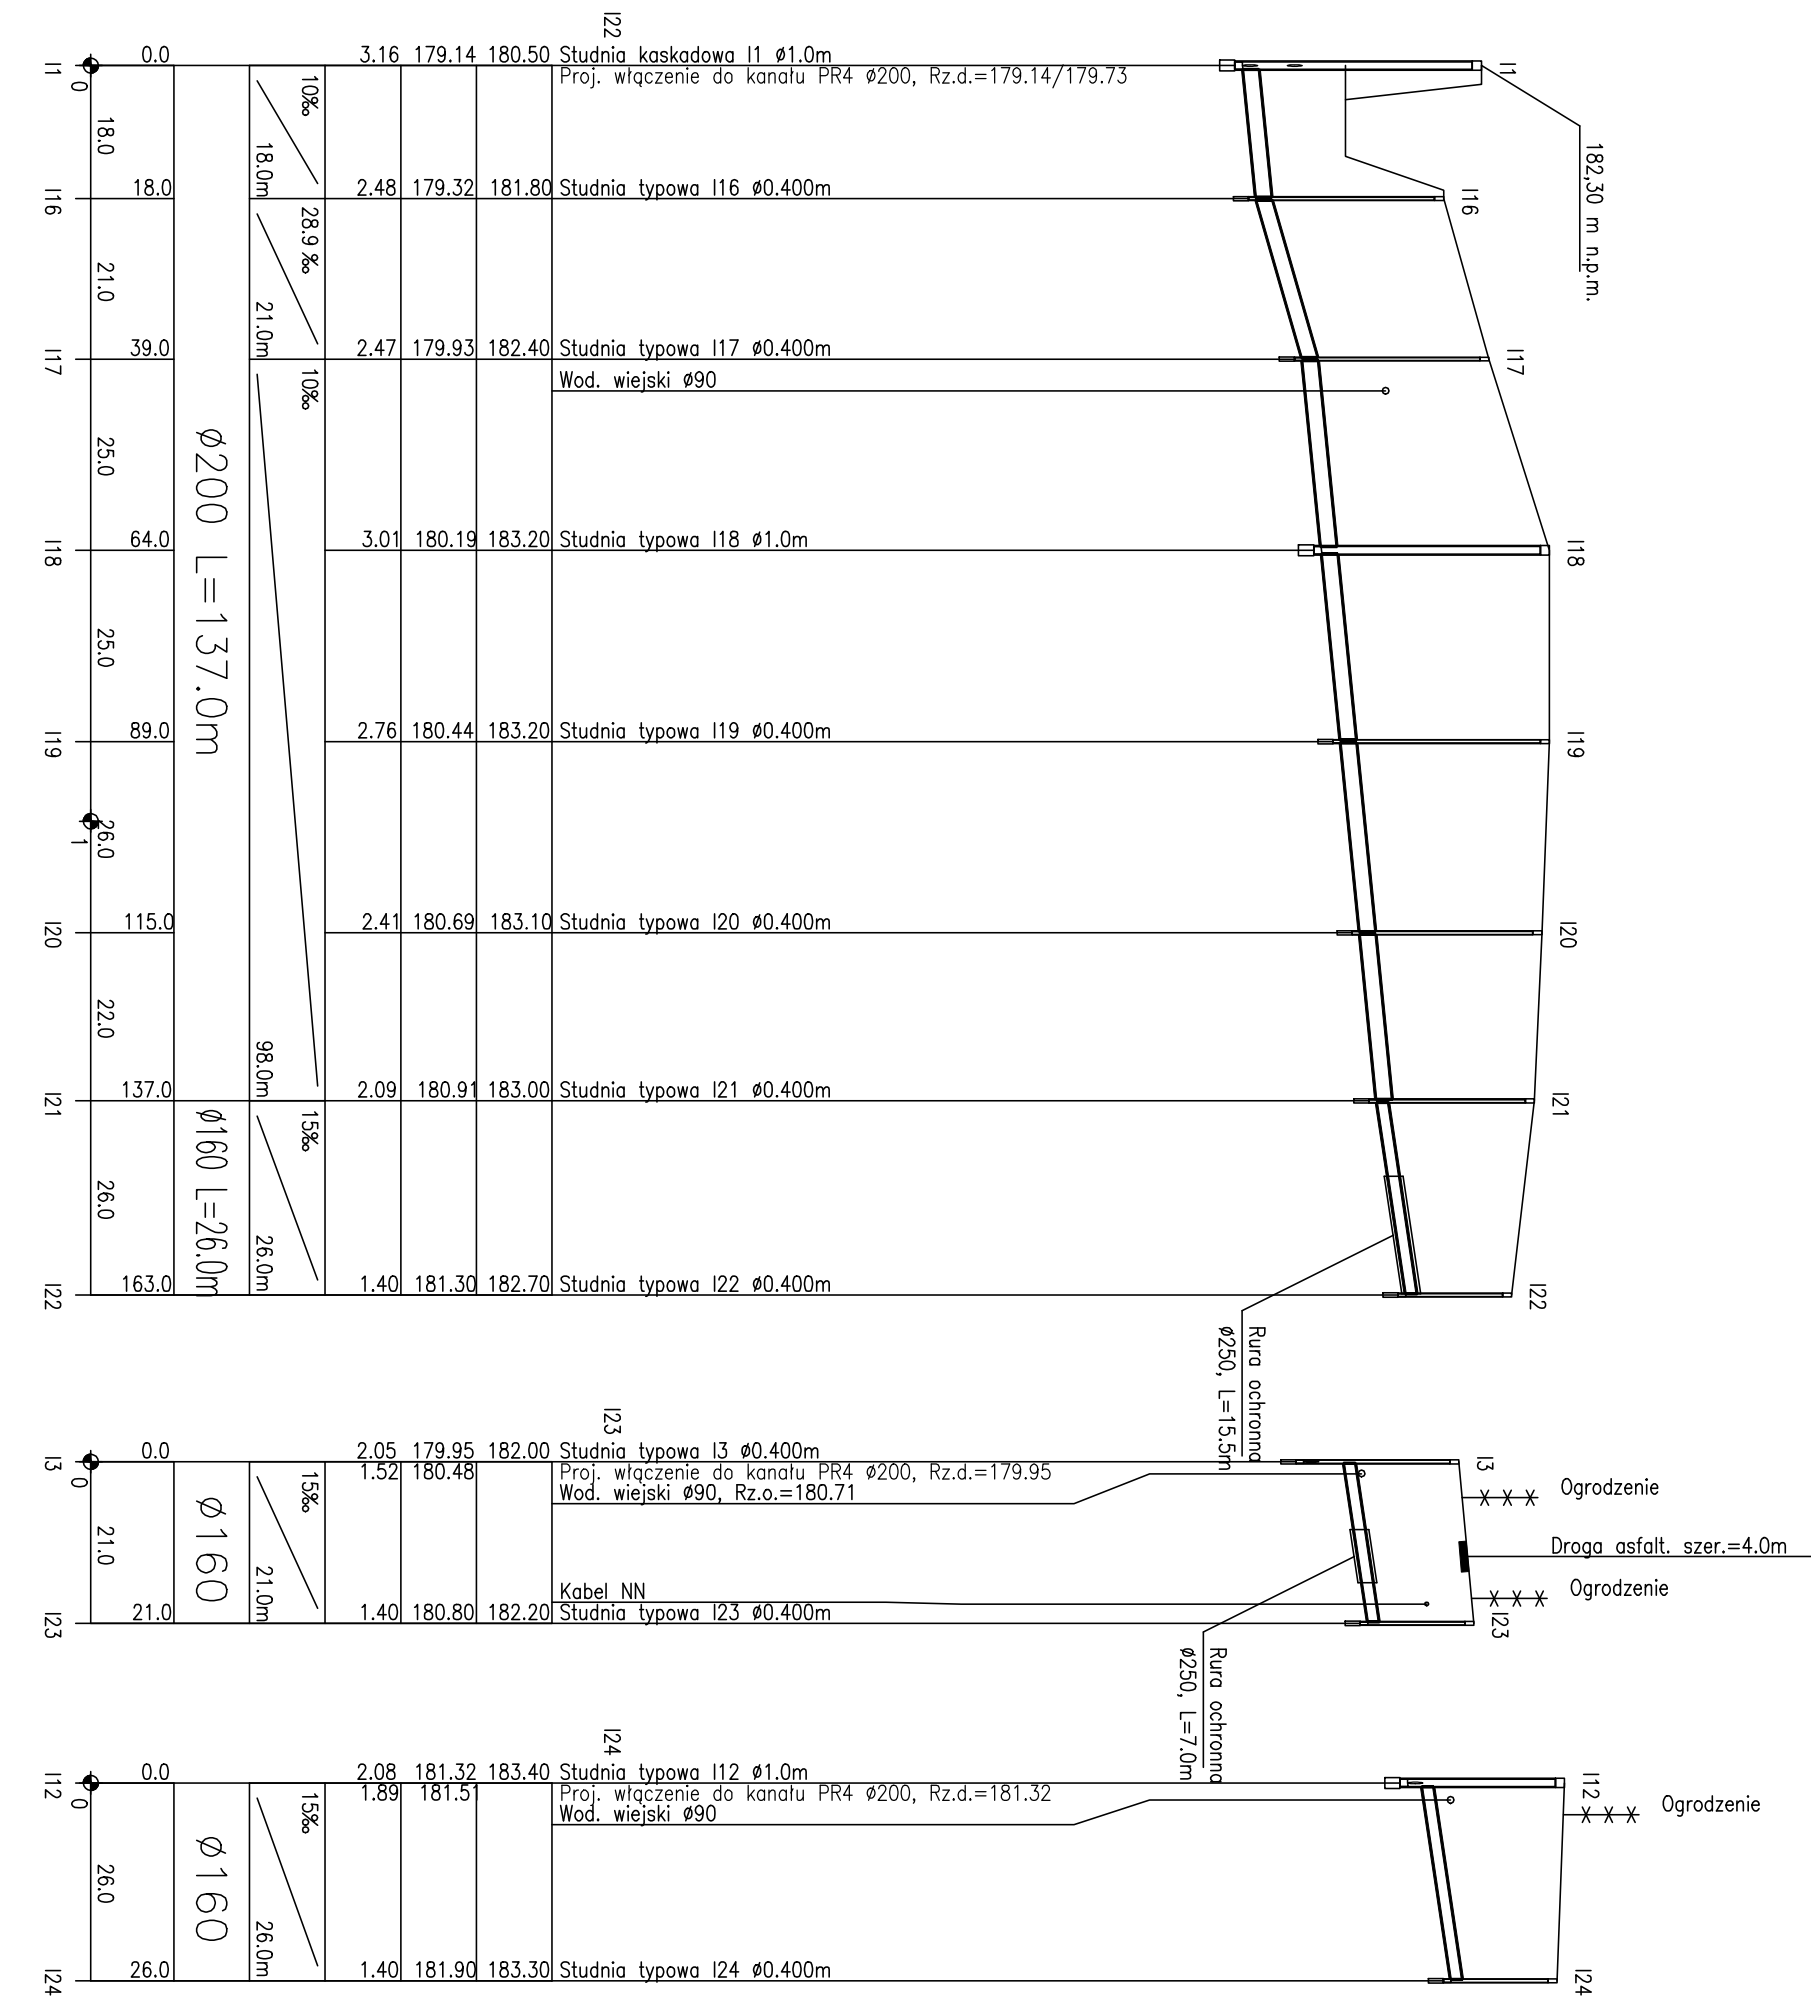 I22
0.0 3.16 179.14 180.50 Studnia kaskadowa I1 ø1.0m
Proj. włączenie do kanału PR4 ø200, Rz.d.=179.14/179.73
I1
0
I1
182,30 m n.p.m.
10‰
18.0
18.0m
18.0 2.48 179.32 181.80 Studnia typowa I16 ø0.400m
I16
I16
28.9 ‰
21.0
21.0m
39.0 2.47 179.93 182.40 Studnia typowa I17 ø0.400m
I17
I17
Wod. wiejski ø90
10‰
Ø200 L=137.0m
25.0
64.0 3.01 180.19 183.20 Studnia typowa I18 ø1.0m
I18
I18
25.0
89.0 2.76 180.44 183.20 Studnia typowa I19 ø0.400m
I19
I19
26.0
1
115.0 2.41 180.69 183.10 Studnia typowa I20 ø0.400m
I20
I20
22.0
98.0m
137.0 2.09 180.91 183.00 Studnia typowa I21 ø0.400m
I21
I21
15‰
Ø160 L=26.0m
26.0
26.0m
163.0 1.40 181.30 182.70 Studnia typowa I22 ø0.400m
I22
I22
Rura ochronna
ø250, L=15.5m
I23
0.0 2.05 179.95 182.00 Studnia typowa I3 ø0.400m
1.52 180.48 Proj. włączenie do kanału PR4 ø200, Rz.d.=179.95
Wod. wiejski ø90, Rz.o.=180.71
I3
0
I3
Ogrodzenie
15‰
Ø160
21.0
21.0m
Droga asfalt. szer.=4.0m
Kabel NN
Ogrodzenie
21.0 1.40 180.80 182.20 Studnia typowa I23 ø0.400m
I23
I23
Rura ochronna
ø250, L=7.0m
I24
0.0 2.08 181.32 183.40 Studnia typowa I12 ø1.0m
1.89 181.51 Proj. włączenie do kanału PR4 ø200, Rz.d.=181.32
Wod. wiejski ø90
I12
0
I12
Ogrodzenie
15‰
Ø160
26.0
26.0m
26.0 1.40 181.90 183.30 Studnia typowa I24 ø0.400m
I24
I24